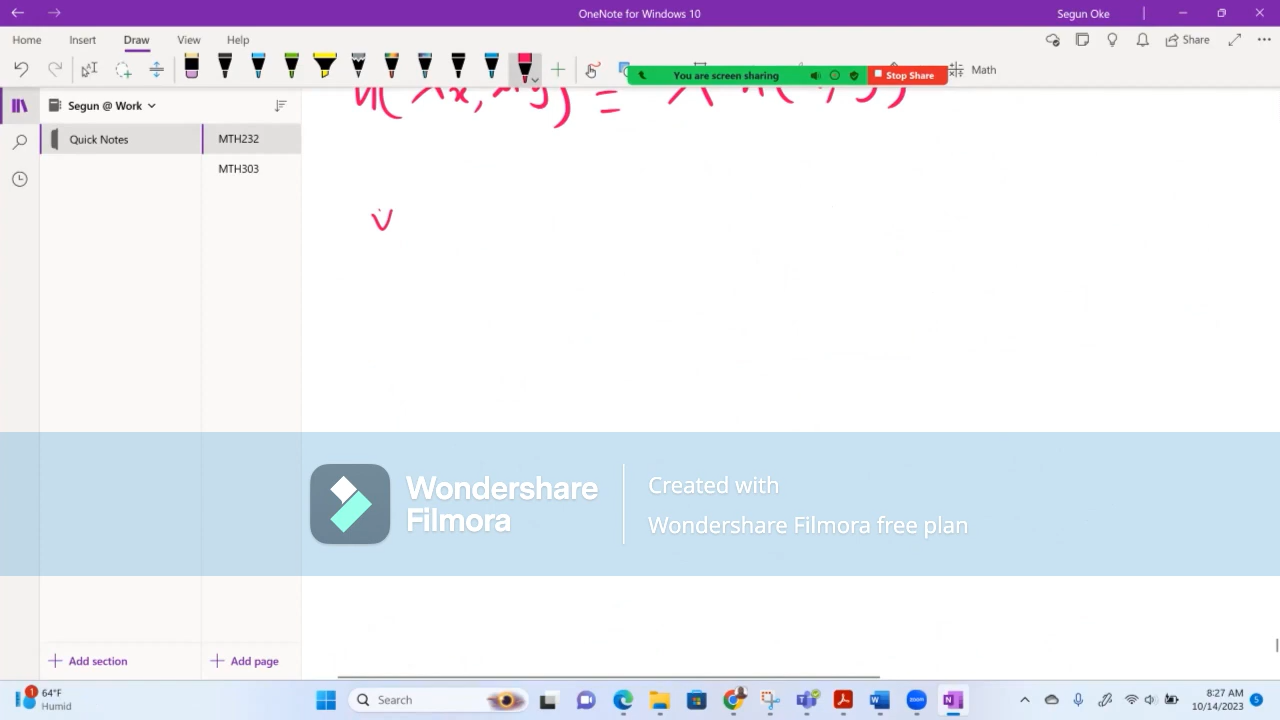 OneNote for Windows 10
Segun Oke
Home Insert Draw View Help
Share
You are screen sharing
Stop Share
Math
Segun @ Work
Quick Notes
MTH232
MTH303
Wondershare
Filmora
Created with
Wondershare Filmora free plan
Add section
Add page
1
64°F
Humid
Search
8:27 AM
10/14/2023
5